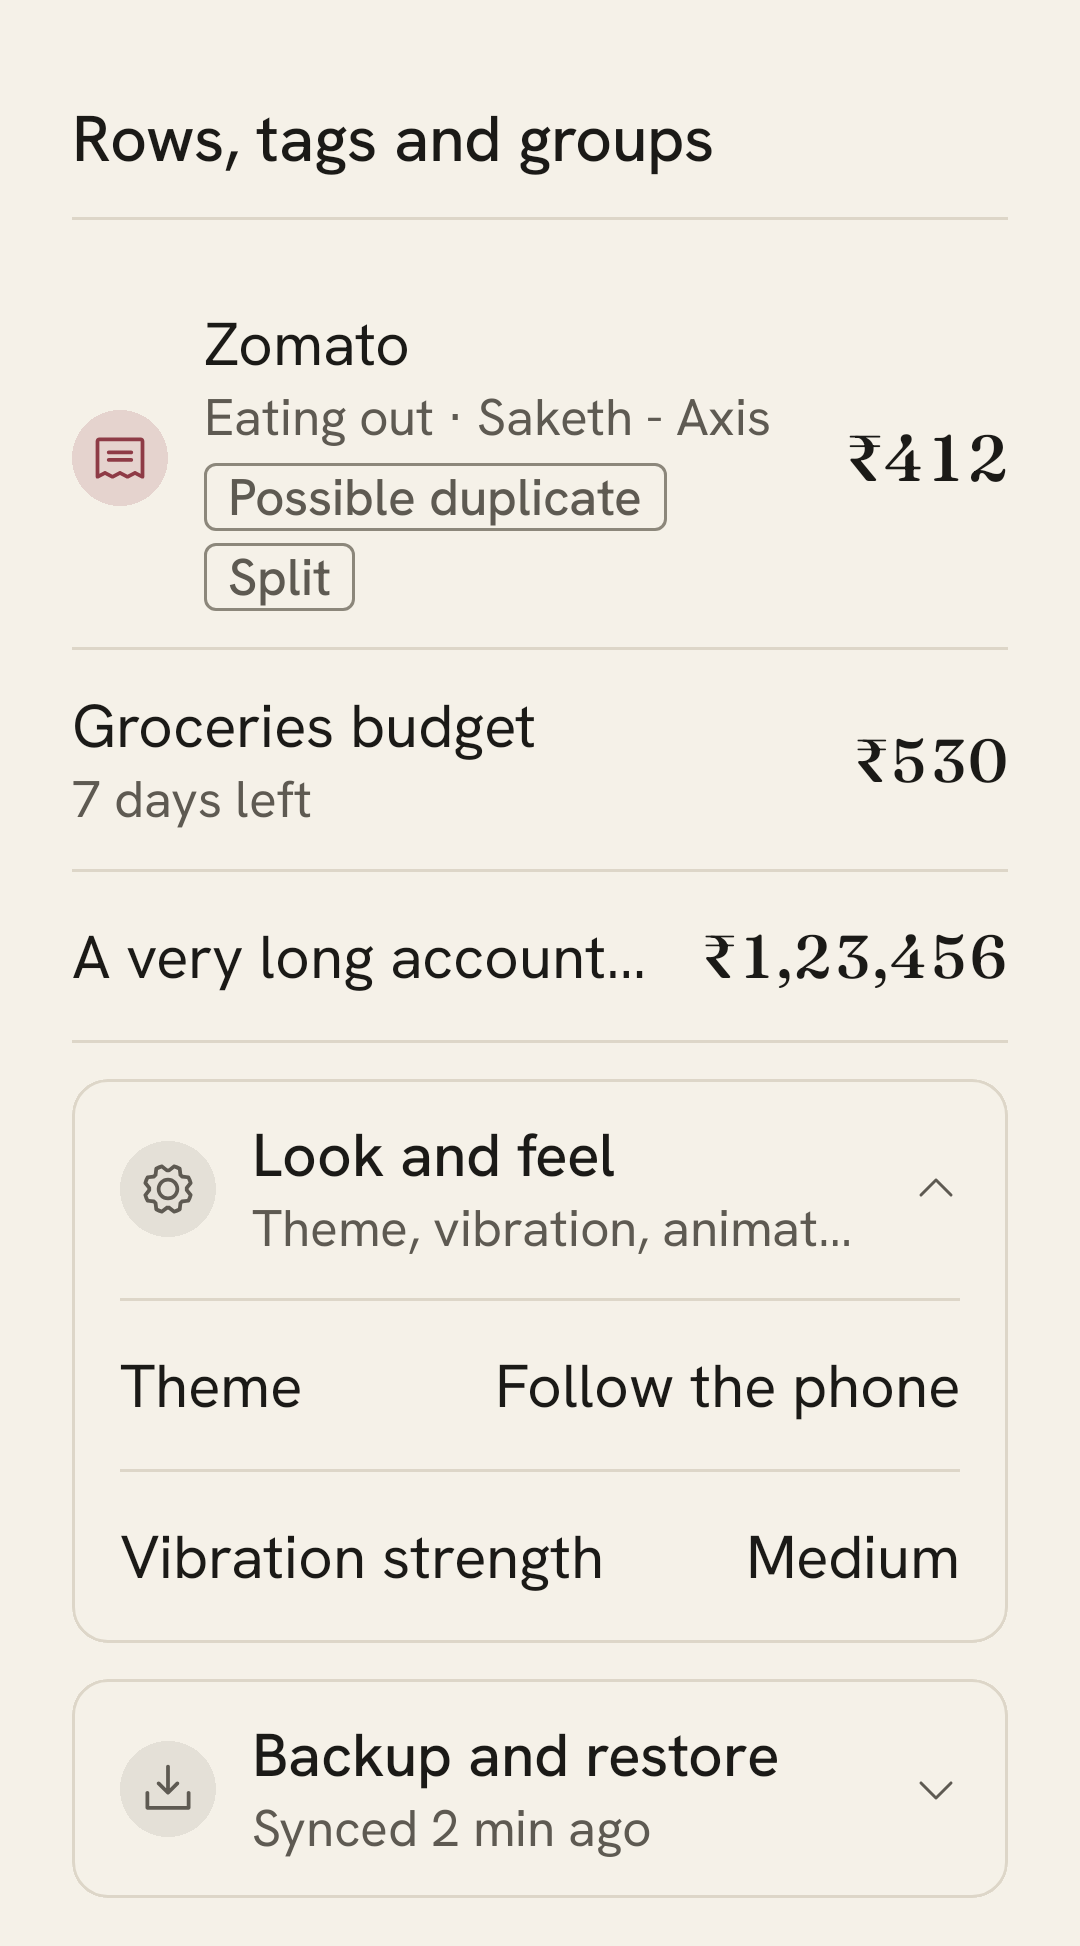 Rows, tags and groups
Zomato
Eating out · Saketh - Axis
₹412
Possible duplicate
Split
Groceries budget
7 days left
₹530
A very long account...
₹1,23,456
Look and feel
Theme, vibration, animat...
Theme
Follow the phone
Vibration strength
Medium
Backup and restore
Synced 2 min ago